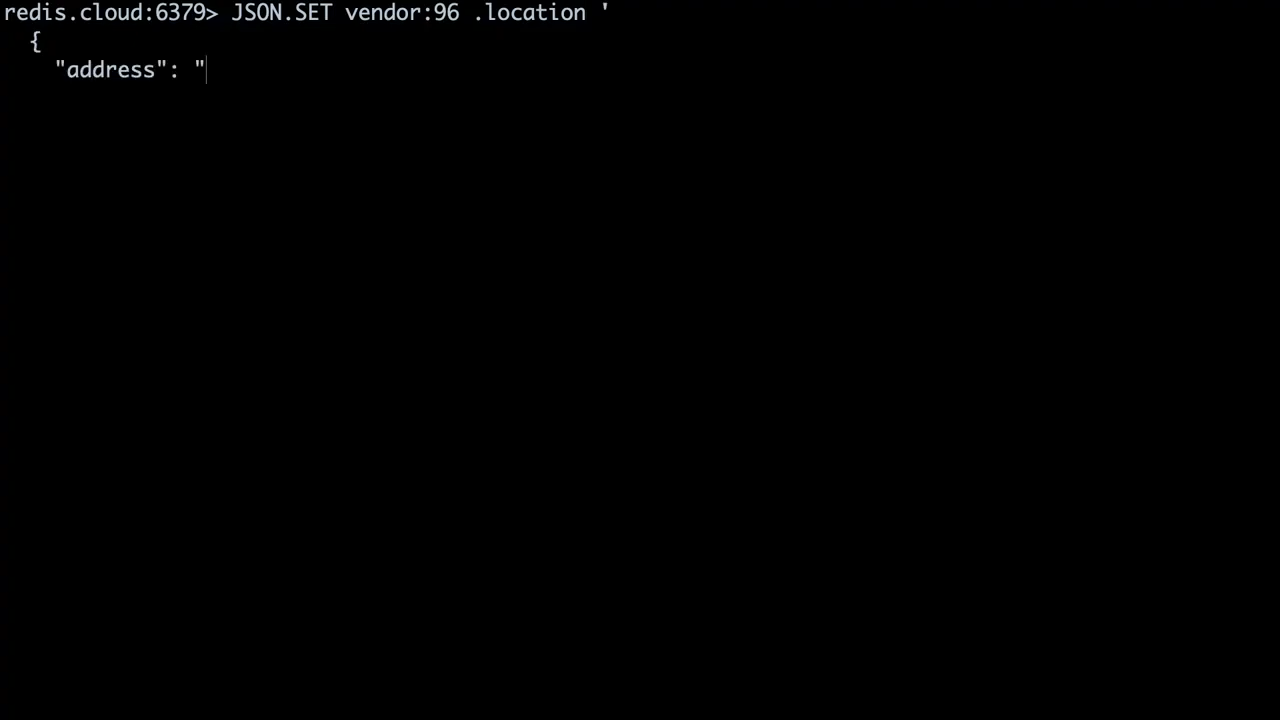 redis.cloud:6379> JSON.SET vendor:96 .location '
  {
    "address": "